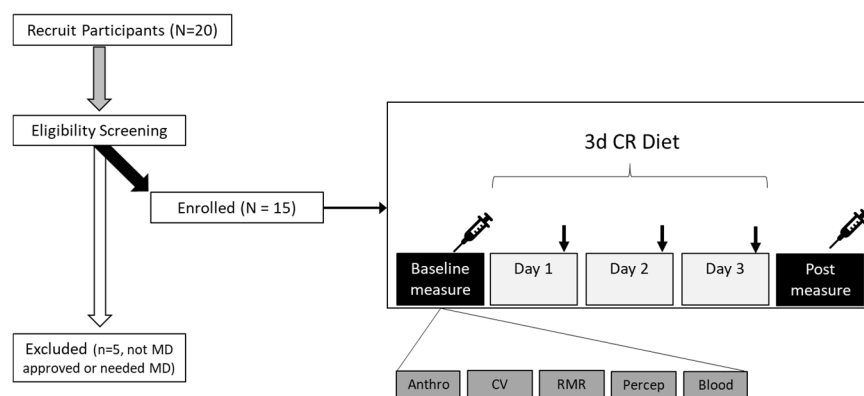 Recruit Participants (N=20)
Eligibility Screening
Enrolled (N = 15)
Excluded (n=5, not MD
approved or needed MD)
3d CR Diet
Baseline
measure
Day 1
Day 2
Day 3
Post
measure
Anthro
CV
RMR
Percep
Blood